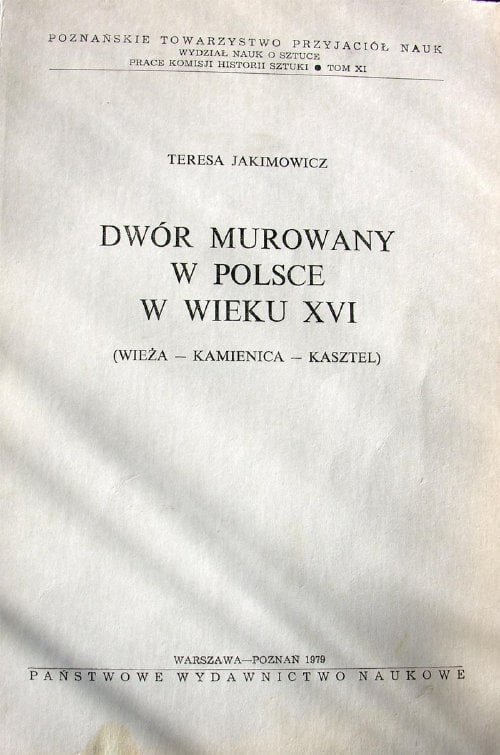 POZNAŃSKIE TOWARZYSTWO PRZYJACIÓŁ NAUK
WYDZIAŁ NAUK O SZTUCE
PRACE KOMISJI HISTORII SZTUKI ● TOM XI
TERESA JAKIMOWICZ
DWÓR MUROWANY
W POLSCE
W WIEKU XVI
(WIEŻA — KAMIENICA — KASZTEL)
WARSZAWA—POZNAŃ 1979
PAŃSTWOWE WYDAWNICTWO NAUKOWE